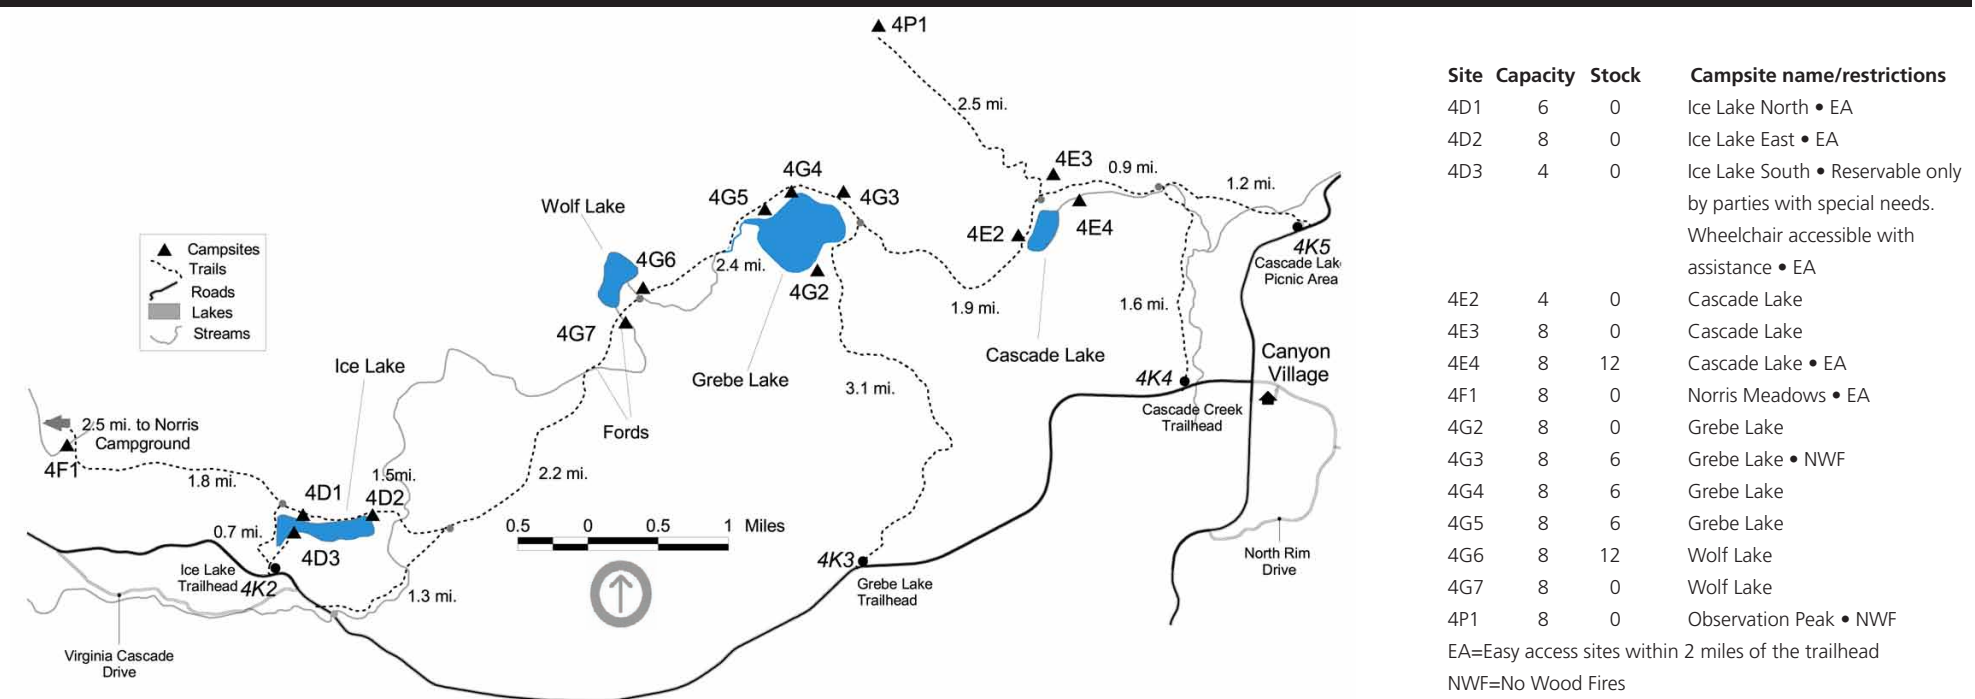 4P1
2.5 mi.
4E3
0.9 mi.
4G4
4G5
4G3
1.2 mi.
Wolf Lake
4E2
4E4
4K5
Cascade Lak
Picnic Area
Campsites
Trails
Roads
Lakes
Streams
4G6
2.4 mi.
4G2
1.9 mi.
1.6 mi.
4G7
Ice Lake
Grebe Lake
Cascade Lake
Canyon
Village
4K4
3.1 mi.
Cascade Creek
Trailhead
2.5 mi. to Norris
Campground
Fords
4F1
1.8 mi.
1.5mi.
2.2 mi.
4D1
4D2
0.7 mi.
0.5 0 0.5 1 Miles
4D3
Ice Lake
Trailhead
4K2
4K3
Grebe Lake
Trailhead
North Rim
Drive
1.3 mi.
Virginia Cascade
Drive
Site Capacity Stock Campsite name/restrictions
4D1 6 0 Ice Lake North • EA
4D2 8 0 Ice Lake East • EA
4D3 4 0 Ice Lake South • Reservable only
by parties with special needs.
Wheelchair accessible with
assistance • EA
4E2 4 0 Cascade Lake
4E3 8 0 Cascade Lake
4E4 8 12 Cascade Lake • EA
4F1 8 0 Norris Meadows • EA
4G2 8 0 Grebe Lake
4G3 8 6 Grebe Lake • NWF
4G4 8 6 Grebe Lake
4G5 8 6 Grebe Lake
4G6 8 12 Wolf Lake
4G7 8 0 Wolf Lake
4P1 8 0 Observation Peak • NWF
EA=Easy access sites within 2 miles of the trailhead
NWF=No Wood Fires